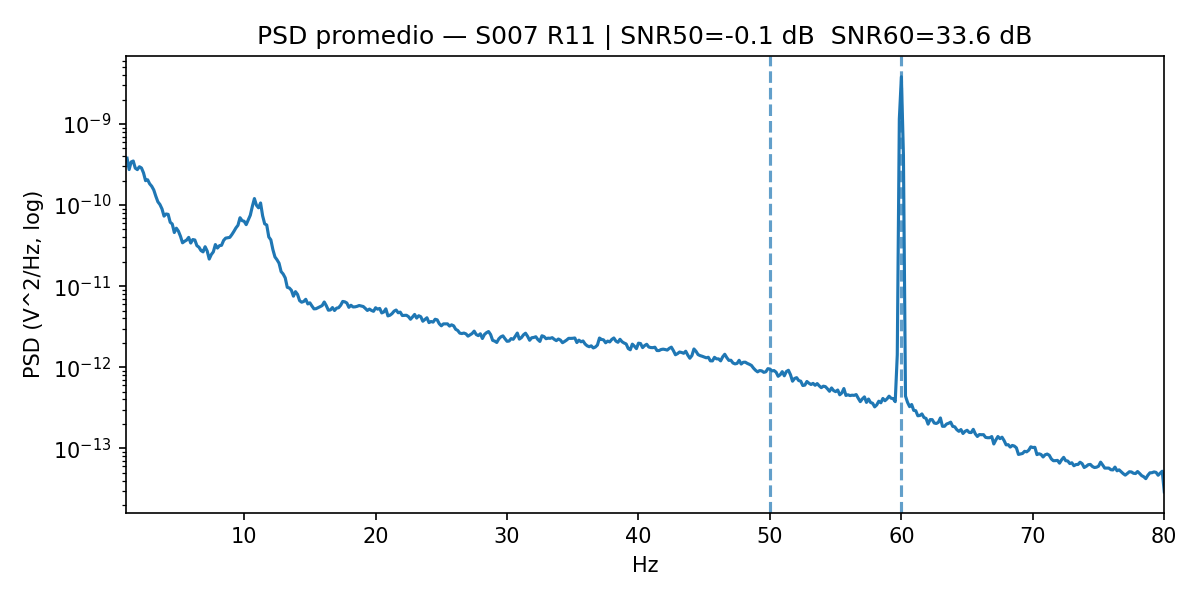 PSD promedio — S007 R11 | SNR50=-0.1 dB  SNR60=33.6 dB
PSD (V^2/Hz, log)
10⁻⁹
10⁻¹⁰
10⁻¹¹
10⁻¹²
10⁻¹³
10 20 30 40 50 60 70 80
Hz